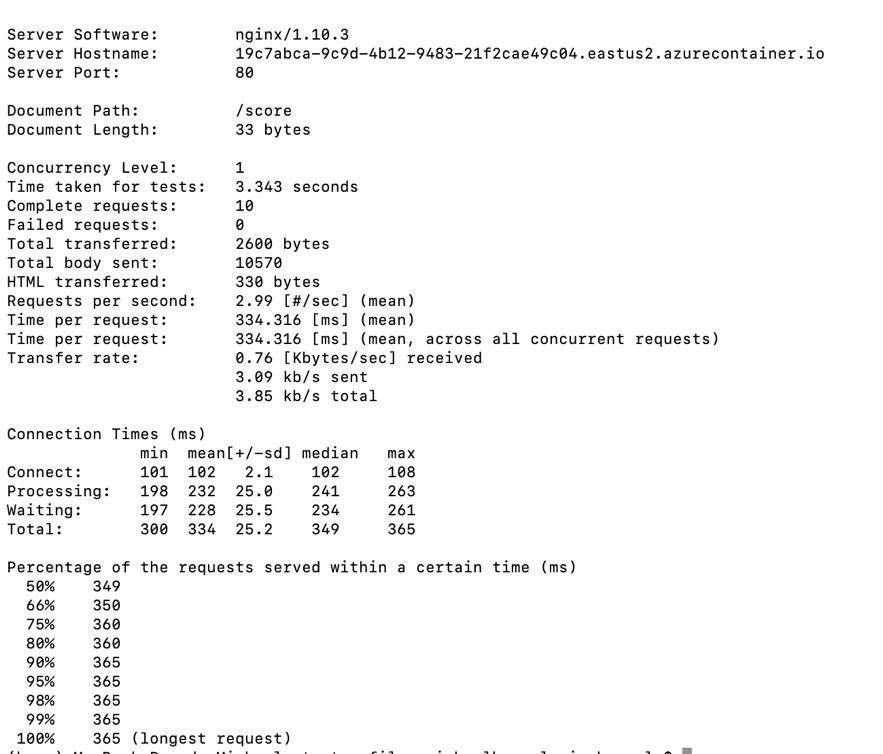 Server Software:        nginx/1.10.3
Server Hostname:        19c7abca-9c9d-4b12-9483-21f2cae49c04.eastus2.azurecontainer.io
Server Port:            80
Document Path:          /score
Document Length:        33 bytes
Concurrency Level:      1
Time taken for tests:   3.343 seconds
Complete requests:      10
Failed requests:        0
Total transferred:      2600 bytes
Total body sent:        10570
HTML transferred:       330 bytes
Requests per second:    2.99 [#/sec] (mean)
Time per request:       334.316 [ms] (mean)
Time per request:       334.316 [ms] (mean, across all concurrent requests)
Transfer rate:          0.76 [Kbytes/sec] received
                        3.09 kb/s sent
                        3.85 kb/s total
Connection Times (ms)
              min  mean[+/-sd] median   max
Connect:      101  102   2.1    102     108
Processing:   198  232  25.0    241     263
Waiting:      197  228  25.5    234     261
Total:        300  334  25.2    349     365
Percentage of the requests served within a certain time (ms)
  50%    349
  66%    350
  75%    360
  80%    360
  90%    365
  95%    365
  98%    365
  99%    365
 100%    365 (longest request)